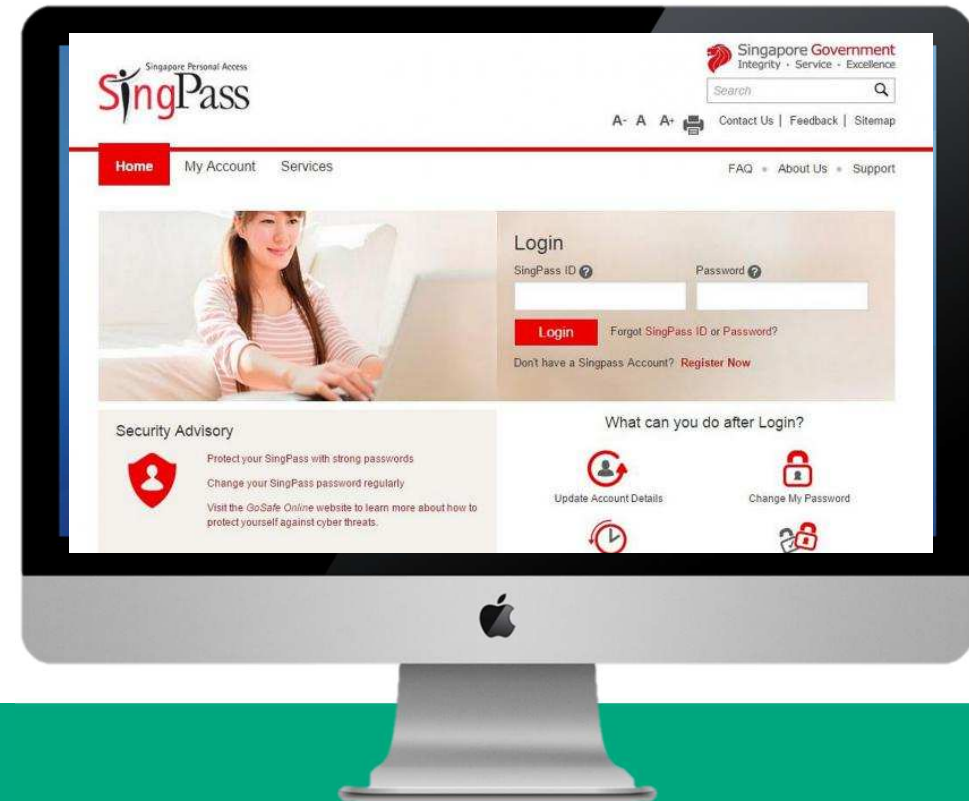 Singapore Personal Access
SingPass
Singapore Government
Integrity · Service · Excellence
Search
A- A A+
Contact Us | Feedback | Sitemap
Home My Account Services
FAQ About Us Support
Login
SingPass ID ? Password ?
Login Forgot SingPass ID or Password?
Don't have a Singpass Account? Register Now
Security Advisory
Protect your SingPass with strong passwords
Change your SingPass password regularly
Visit the GoSafe Online website to learn more about how to
protect yourself against cyber threats.
What can you do after Login?
Update Account Details Change My Password